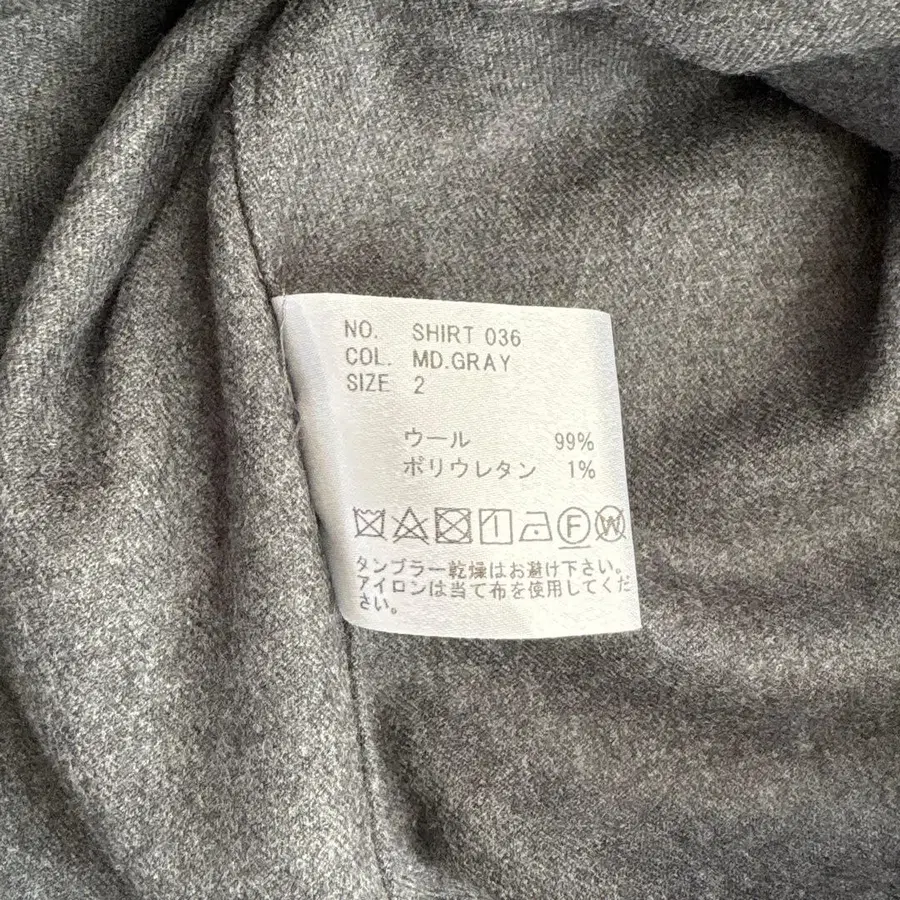 NO. SHIRT 036
COL. MD.GRAY
SIZE 2
ウール 99%
ポリウレタン 1%
F W
タンブラー乾燥はお避け下さい。
アイロンは当て布を使用してくだ
さい。